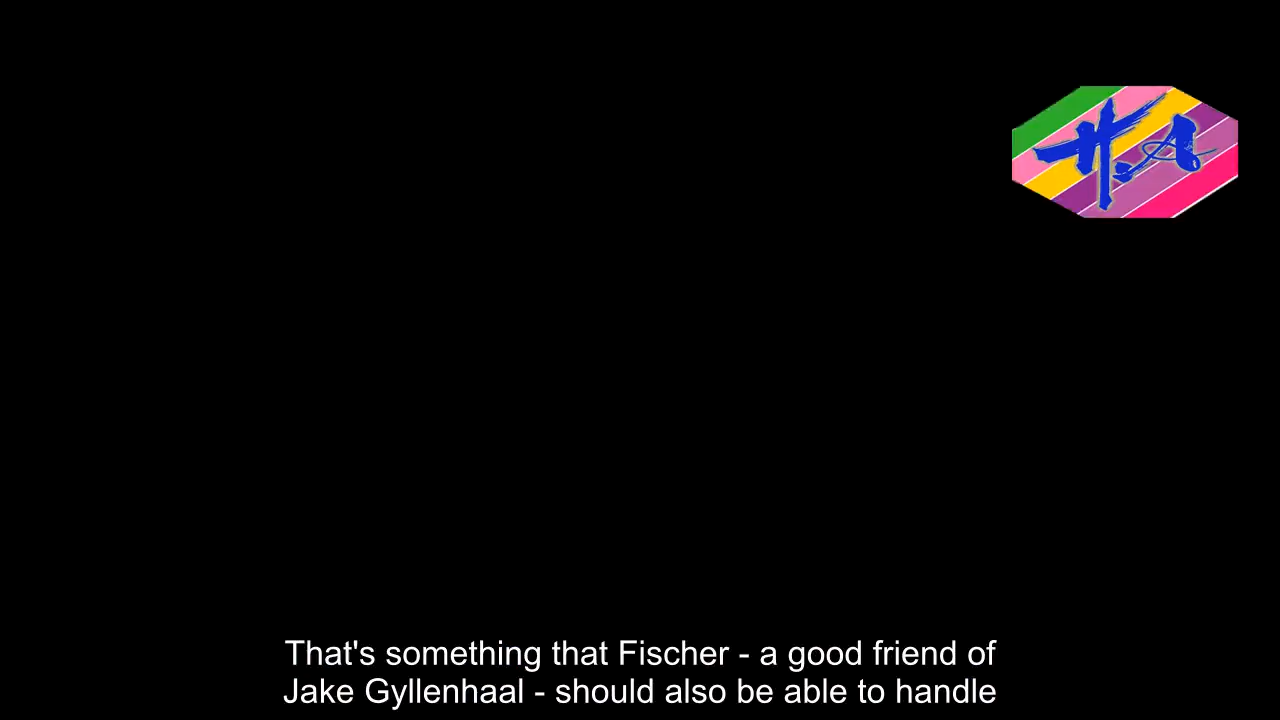 H.A
That's something that Fischer - a good friend of
Jake Gyllenhaal - should also be able to handle